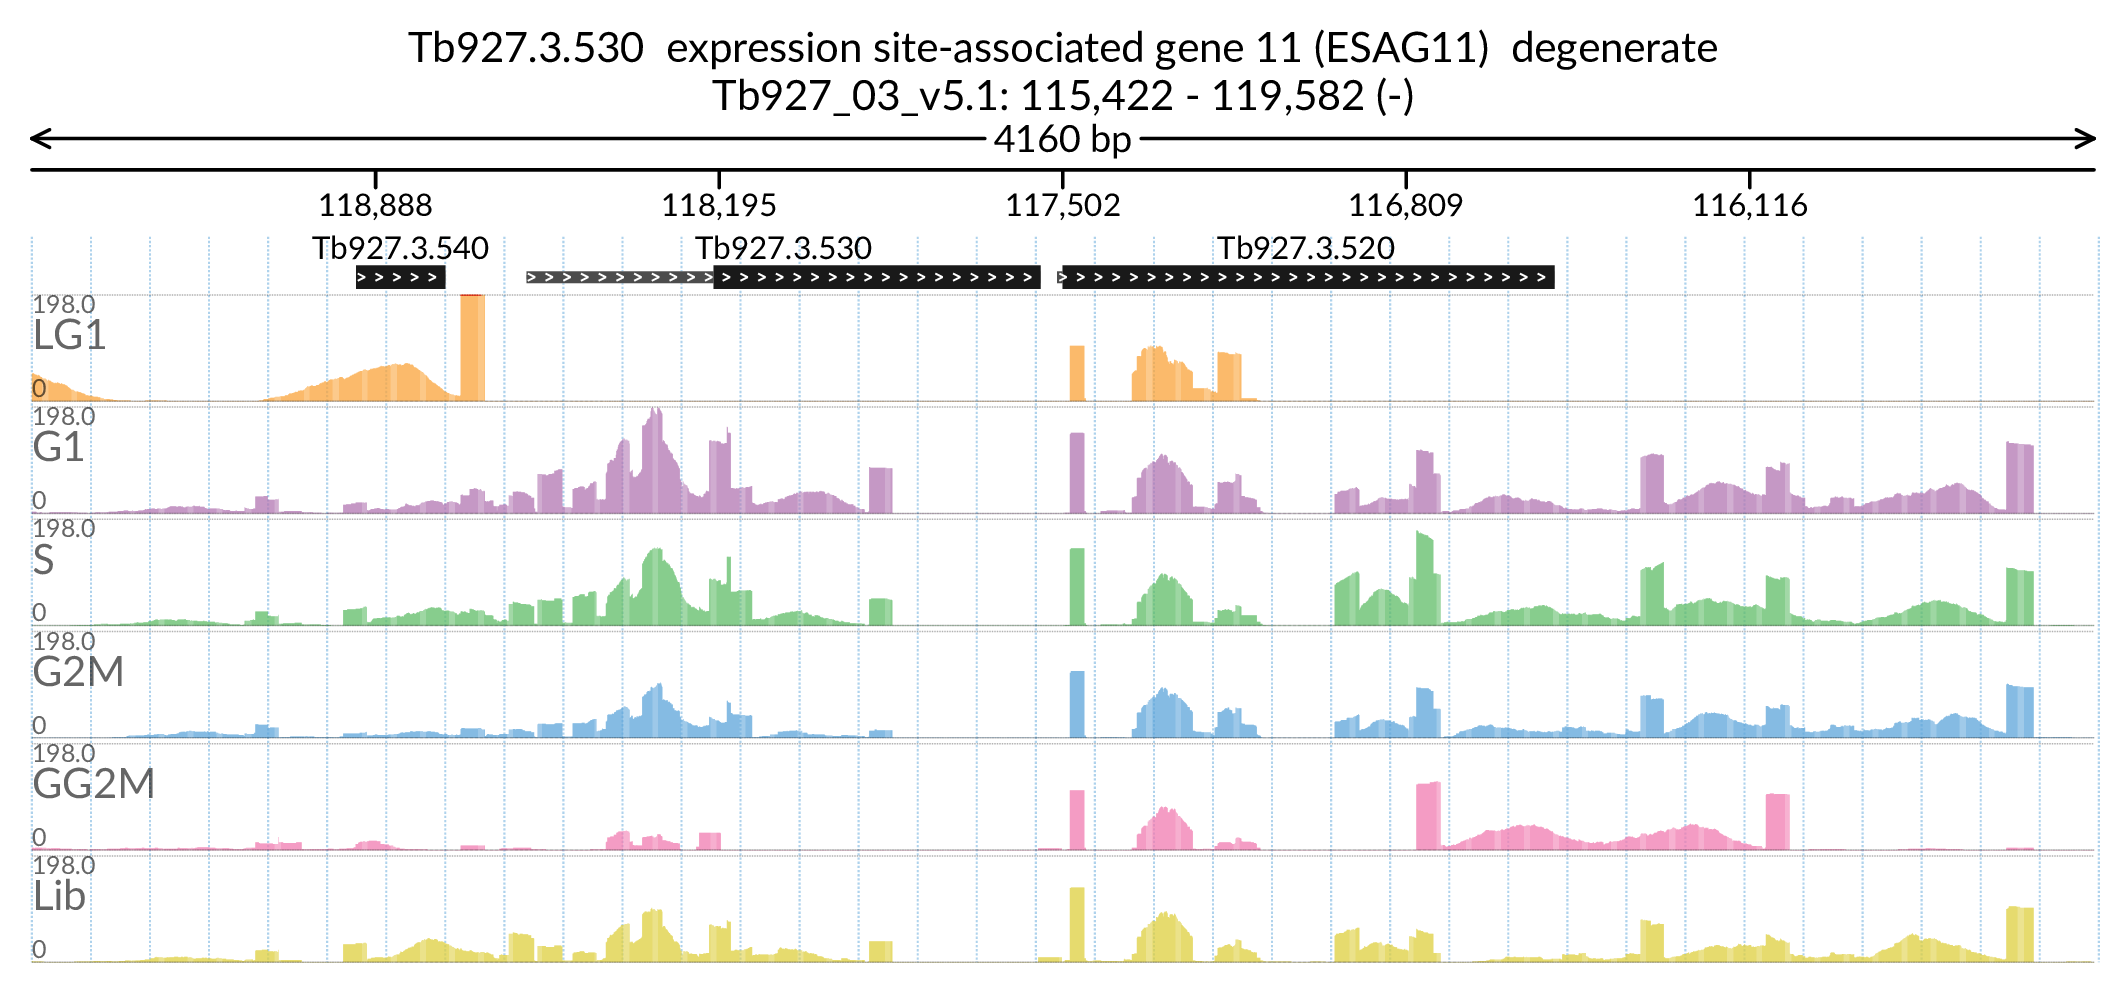 Tb927.3.530 expression site-associated gene 11 (ESAG11) degenerate
Tb927_03_v5.1: 115,422 - 119,582 (-)
4160 bp
118,888 118,195 117,502 116,809 116,116
Tb927.3.540 Tb927.3.530 Tb927.3.520
198.0
LG1
0
198.0
G1
0
198.0
S
0
198.0
G2M
0
198.0
GG2M
0
198.0
Lib
0